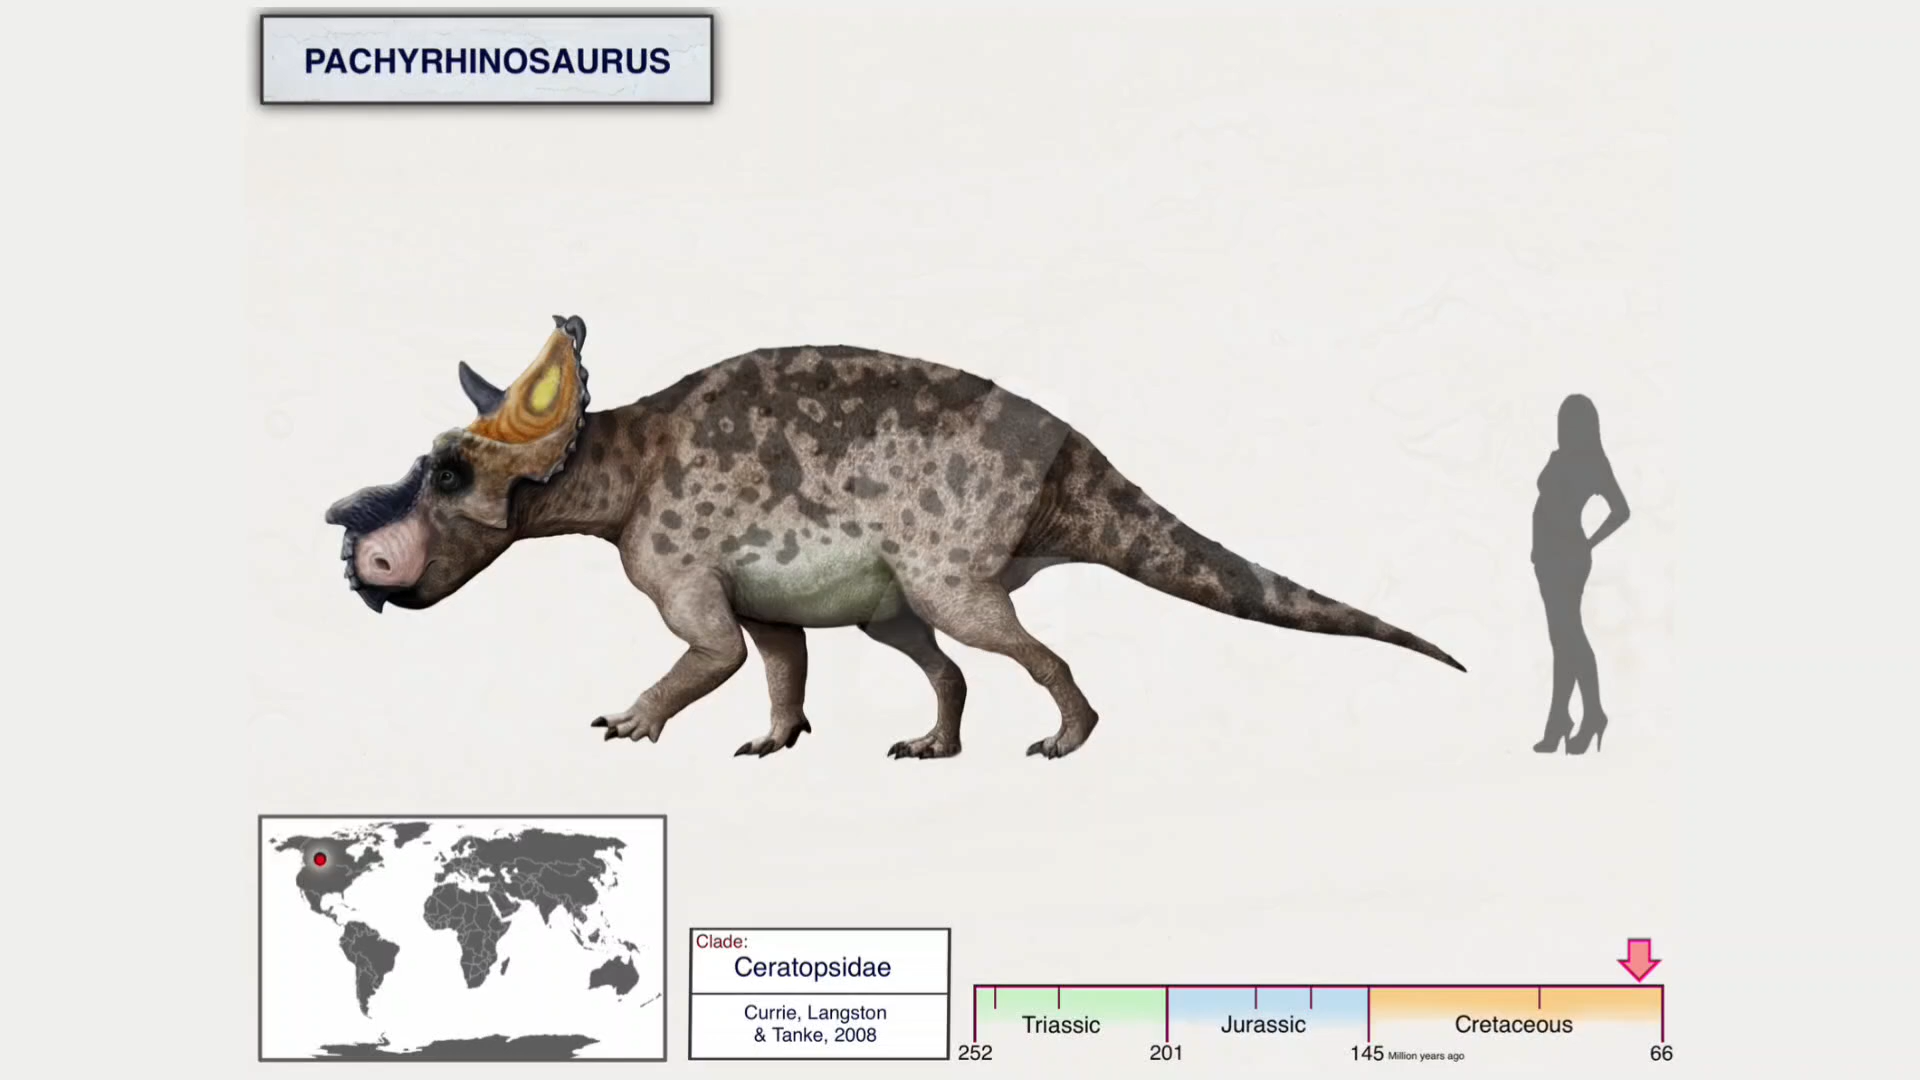 PACHYRHINOSAURUS
Clade:
Ceratopsidae
Currie, Langston
& Tanke, 2008
Triassic
Jurassic
Cretaceous
252
201
145 Million years ago
66